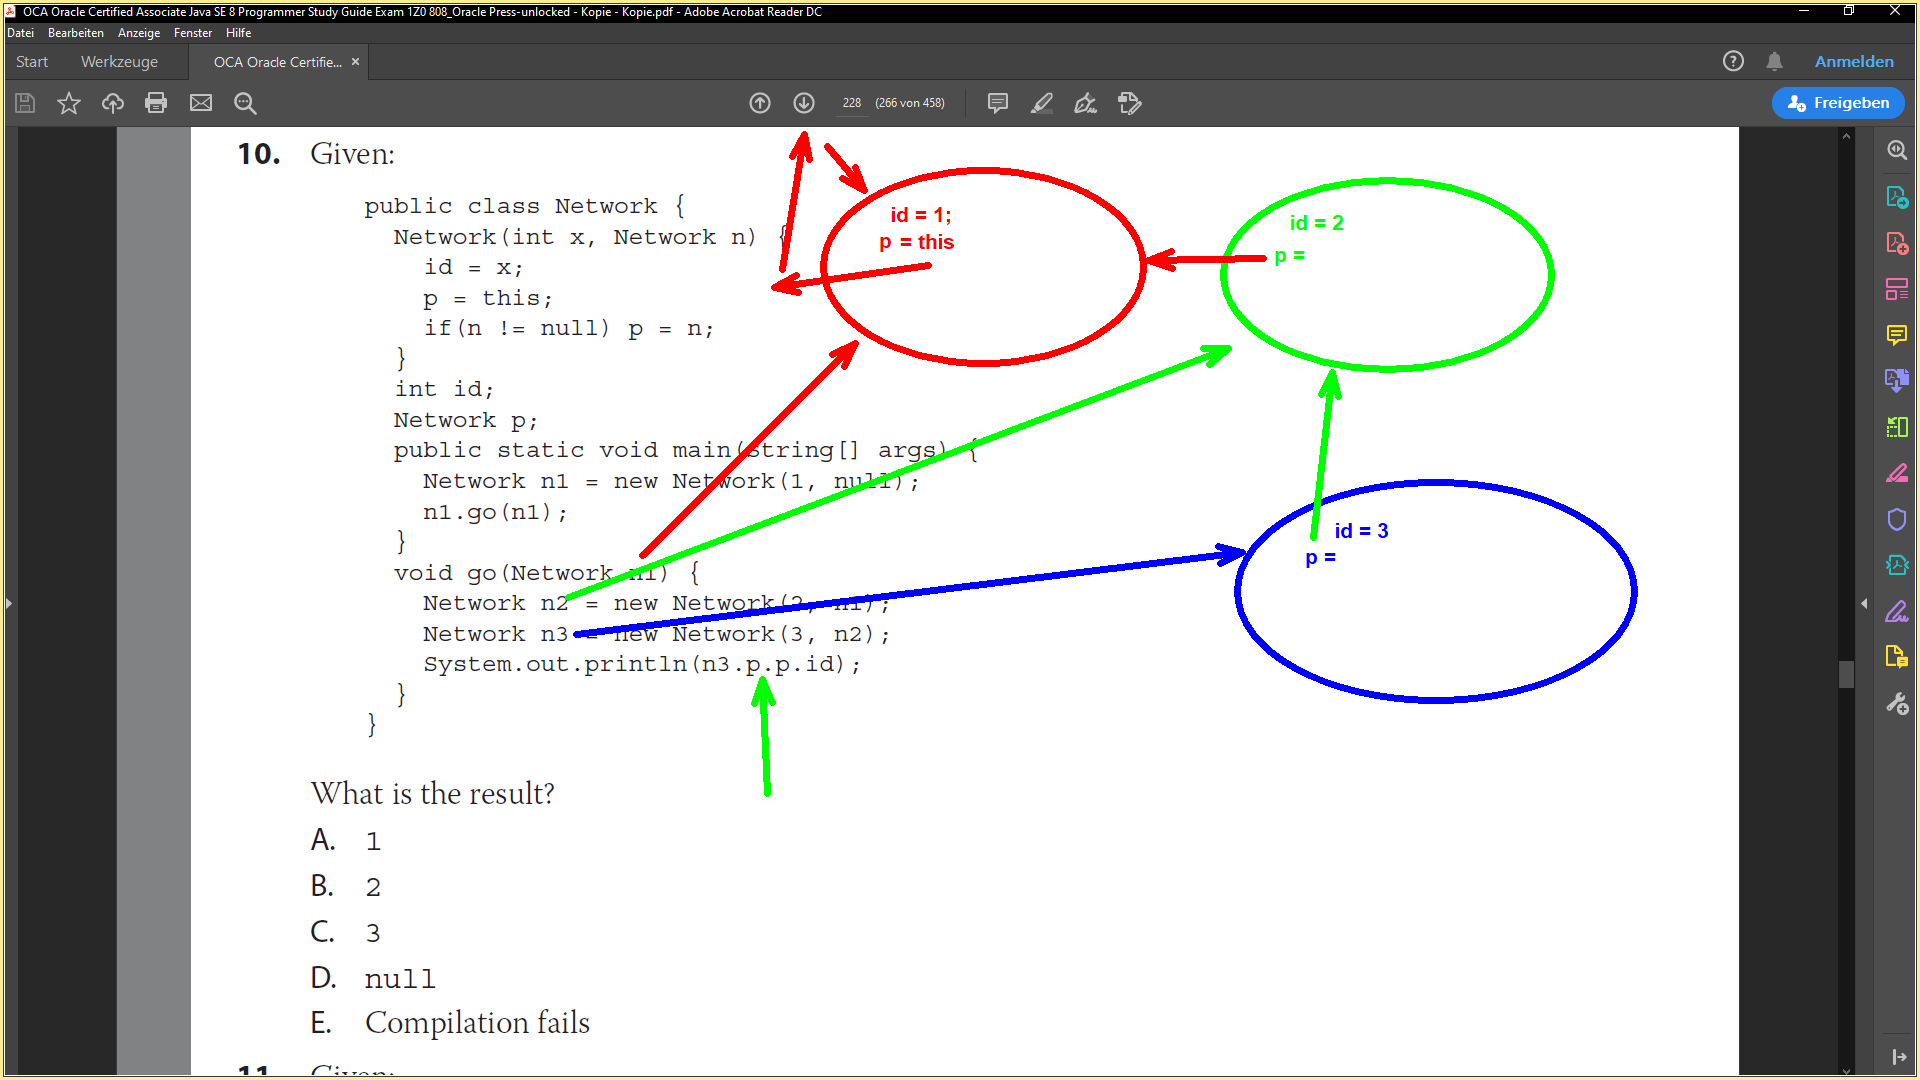 OCA Oracle Certified Associate Java SE 8 Programmer Study Guide Exam 1Z0 808_Oracle Press-unlocked - Kopie - Kopie.pdf - Adobe Acrobat Reader DC
Datei Bearbeiten Anzeige Fenster Hilfe
Start Werkzeuge OCA Oracle Certifie... × Anmelden
228 (266 von 458) Freigeben
10. Given:
public class Network {
Network(int x, Network n) {
id = x;
p = this;
if(n != null) p = n;
}
int id;
Network p;
public static void main(string[] args) {
Network n1 = new Network(1, null);
n1.go(n1);
}
void go(Network n1) {
Network n2 = new Network(2, n1);
Network n3 = new Network(3, n2);
System.out.println(n3.p.p.id);
}
}
id = 1;
p = this
id = 2
p =
id = 3
p =
What is the result?
A. 1
B. 2
C. 3
D. null
E. Compilation fails
11. Given: